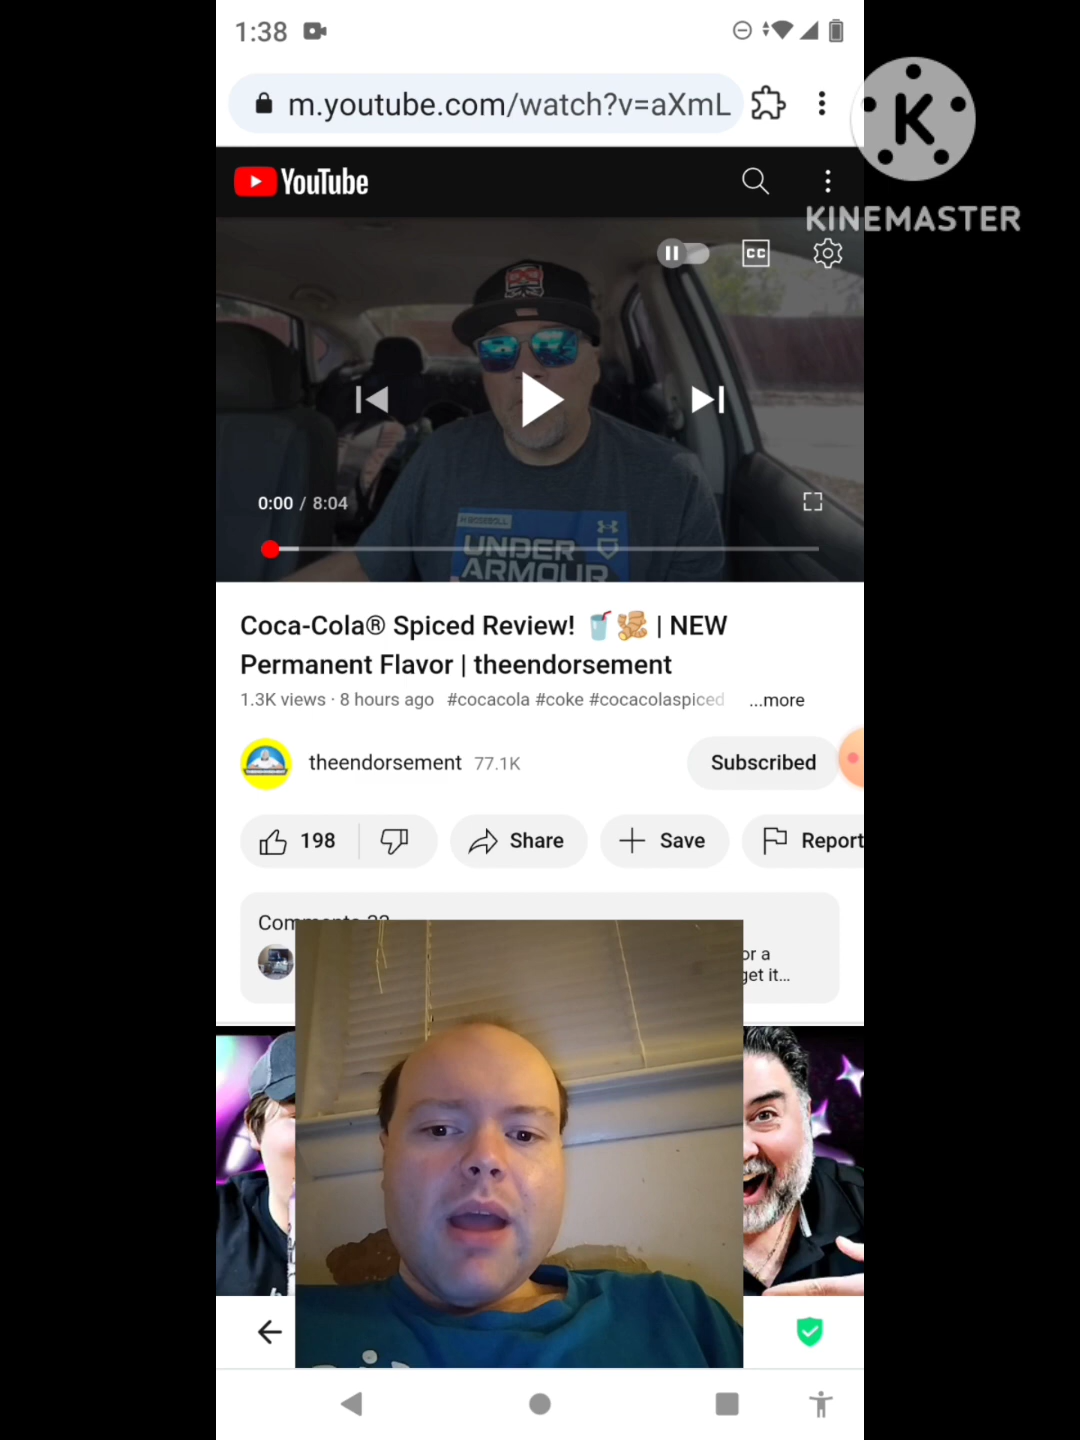 1:38
m.youtube.com/watch?v=aXmL
K
KINEMASTER
YouTube
CC
UNDER
ARMOUR
0:00 / 8:04
Coca-Cola® Spiced Review! 🥤🫚 | NEW
Permanent Flavor | theendorsement
1.3K views · 8 hours ago #cocacola #coke #cocacolaspiced ...more
theendorsement 77.1K
Subscribed
198
Share
Save
Report
or a
get it...